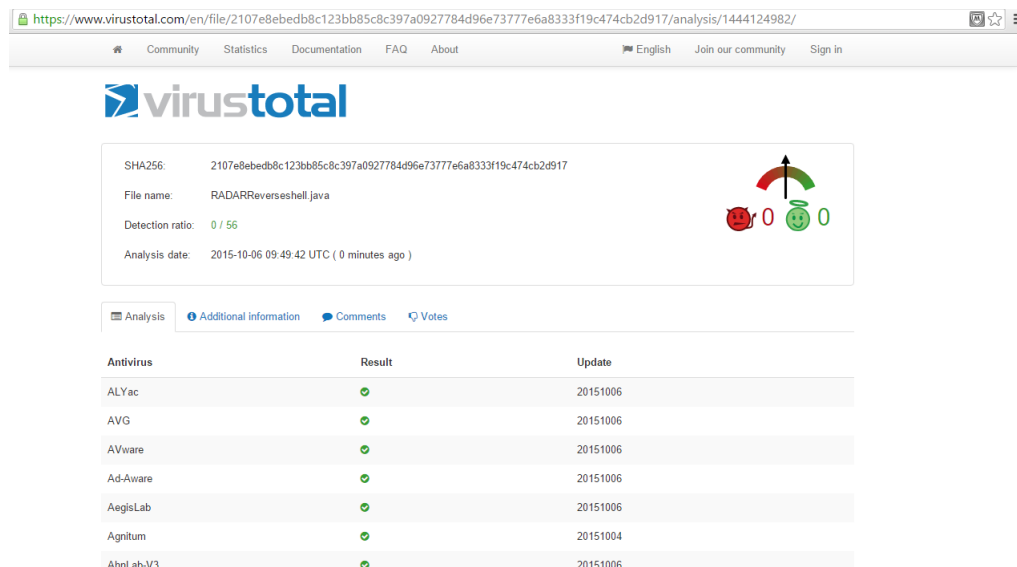 https://www.virustotal.com/en/file/2107e8ebedb8c123bb85c8c397a0927784d96e73777e6a8333f19c474cb2d917/analysis/1444124982/
Community Statistics Documentation FAQ About English Join our community Sign in
virustotal
SHA256: 2107e8ebedb8c123bb85c8c397a0927784d96e73777e6a8333f19c474cb2d917
File name: RADARReverseshell.java
Detection ratio: 0 / 56
0 0
Analysis date: 2015-10-06 09:49:42 UTC ( 0 minutes ago )
Analysis Additional information Comments Votes
Antivirus Result Update
ALYac 20151006
AVG 20151006
AVware 20151006
Ad-Aware 20151006
AegisLab 20151006
Agnitum 20151004
AhnLab-V3 20151006